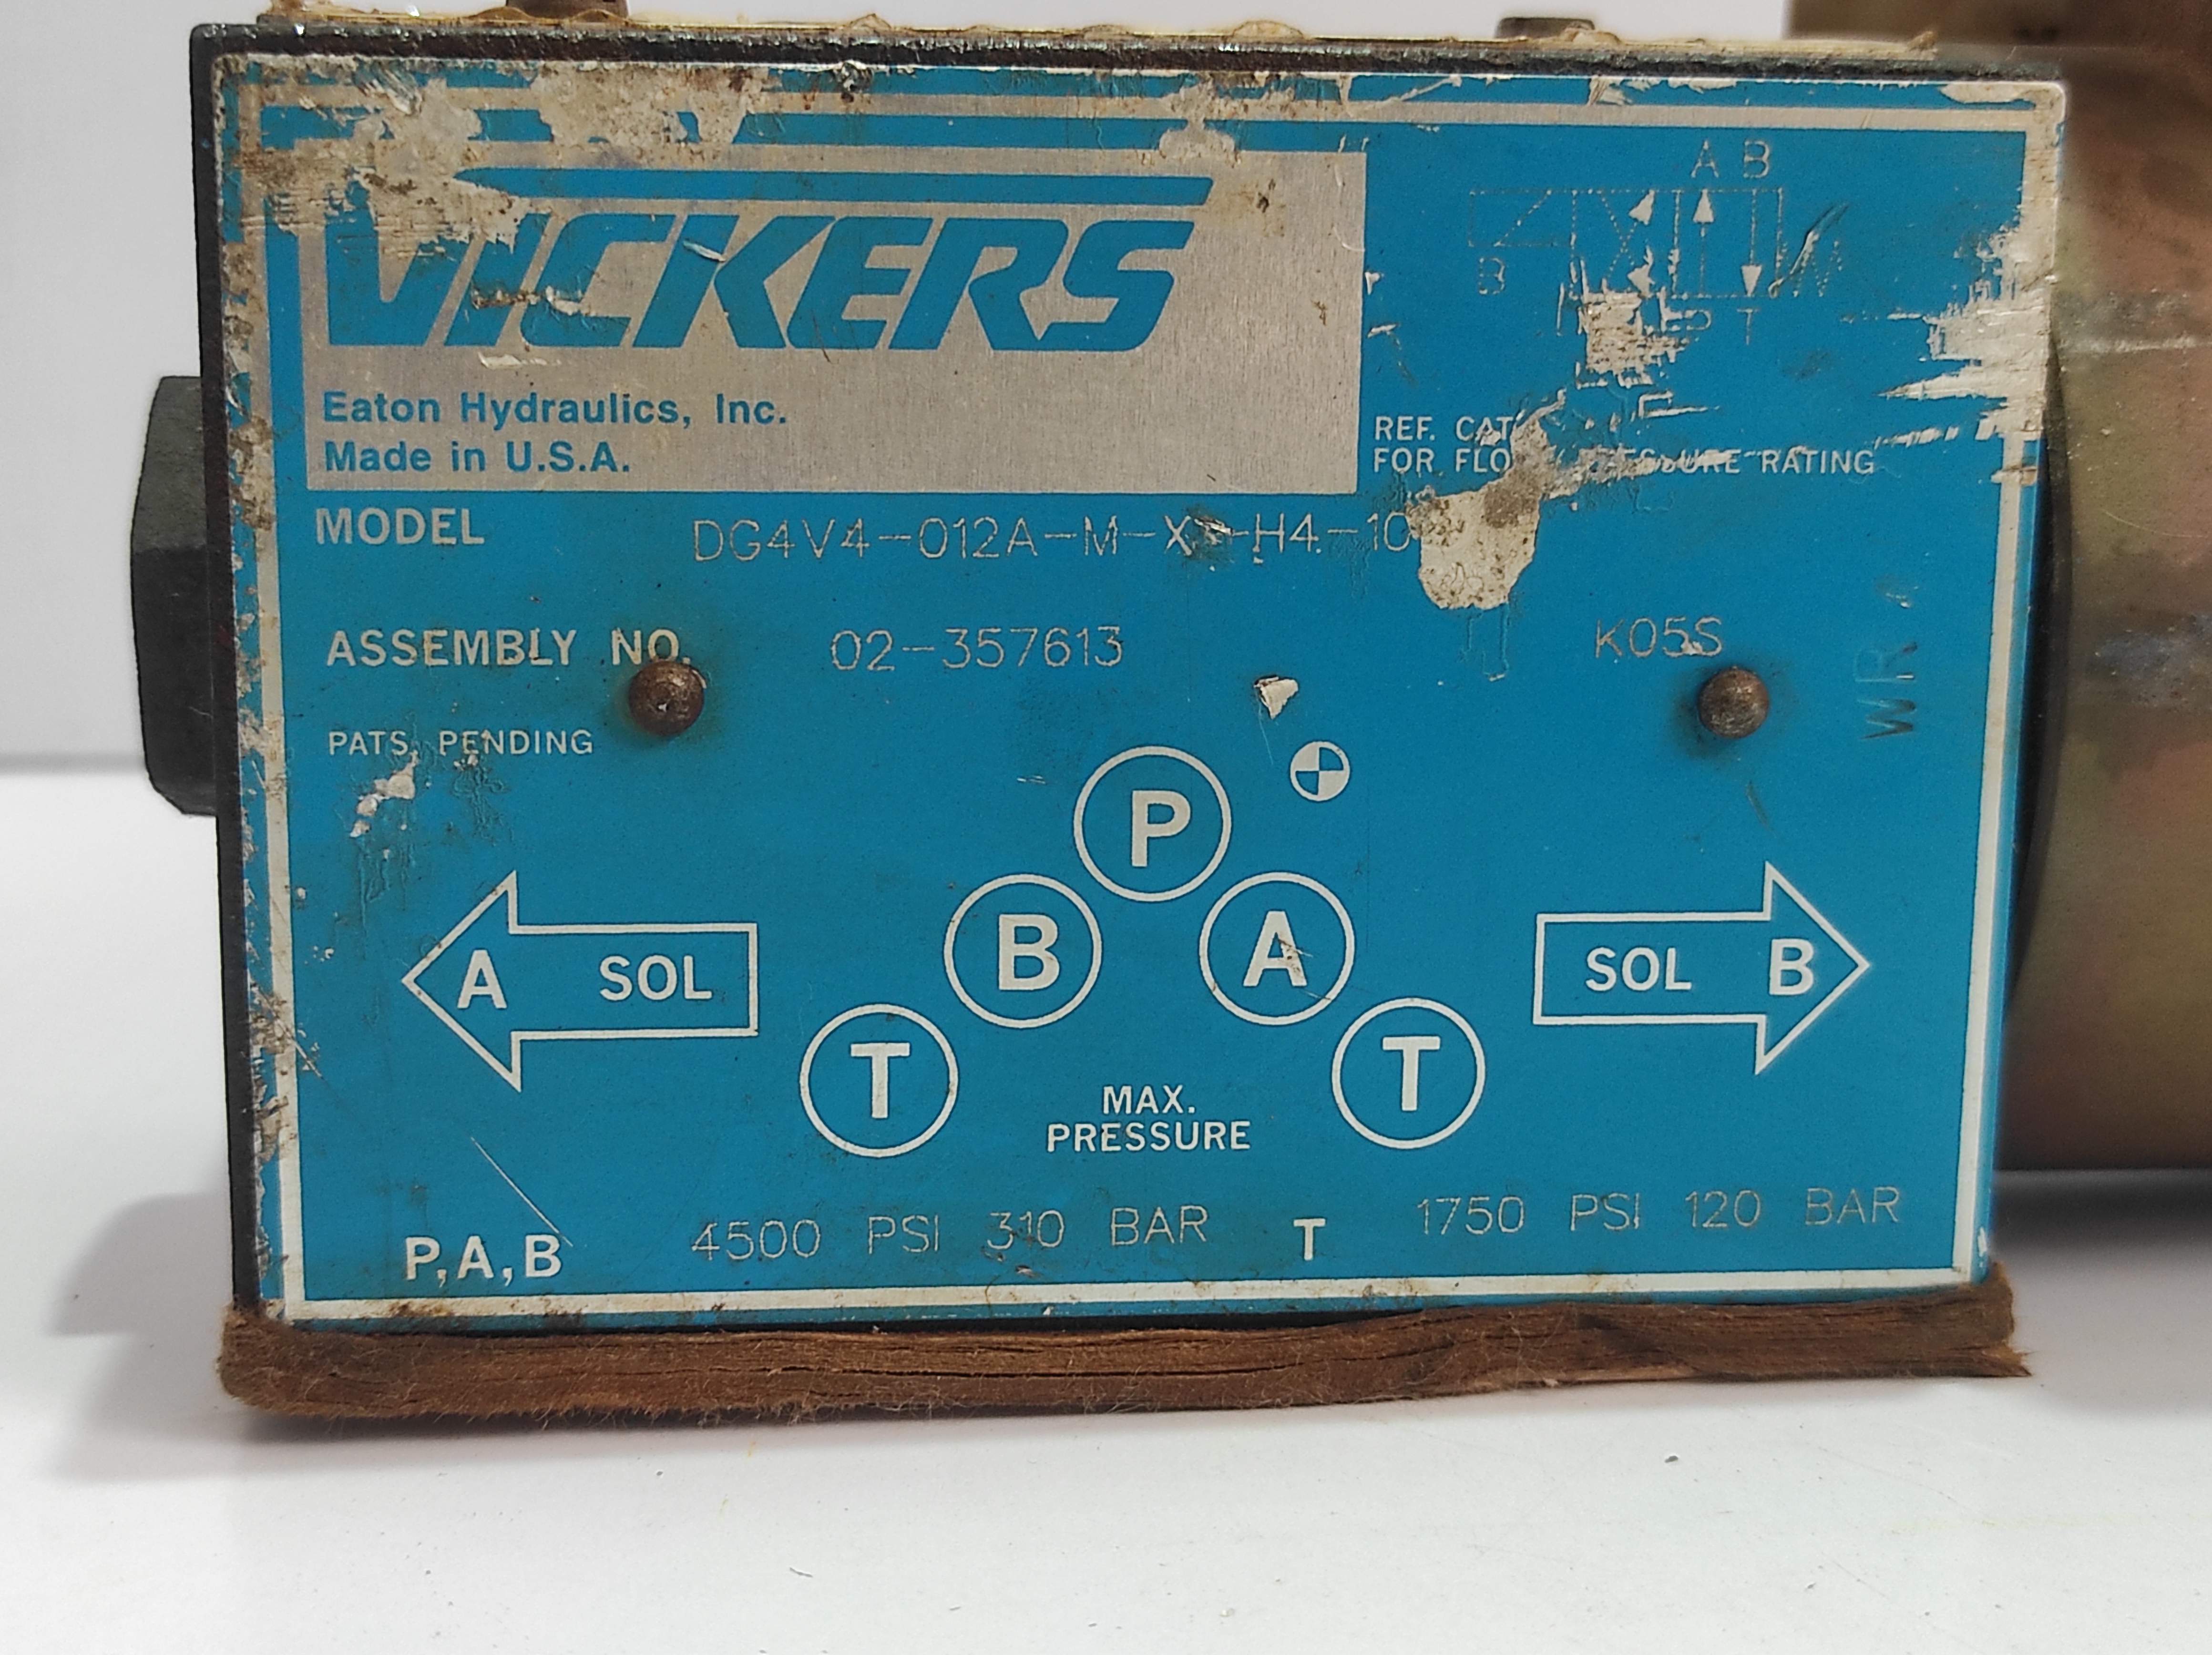 A B
B
P T
VICKERS
Eaton Hydraulics, Inc.
Made in U.S.A.
REF. CAT
FOR PRESSURE RATING
MODEL DG4V4-012A-M- -H4-10
ASSEMBLY NO. 02-357613 K05S
WR
PATS. PENDING
P
B A
A SOL SOL B
T T
MAX.
PRESSURE
P,A,B 4500 PSI 310 BAR T 1750 PSI 120 BAR